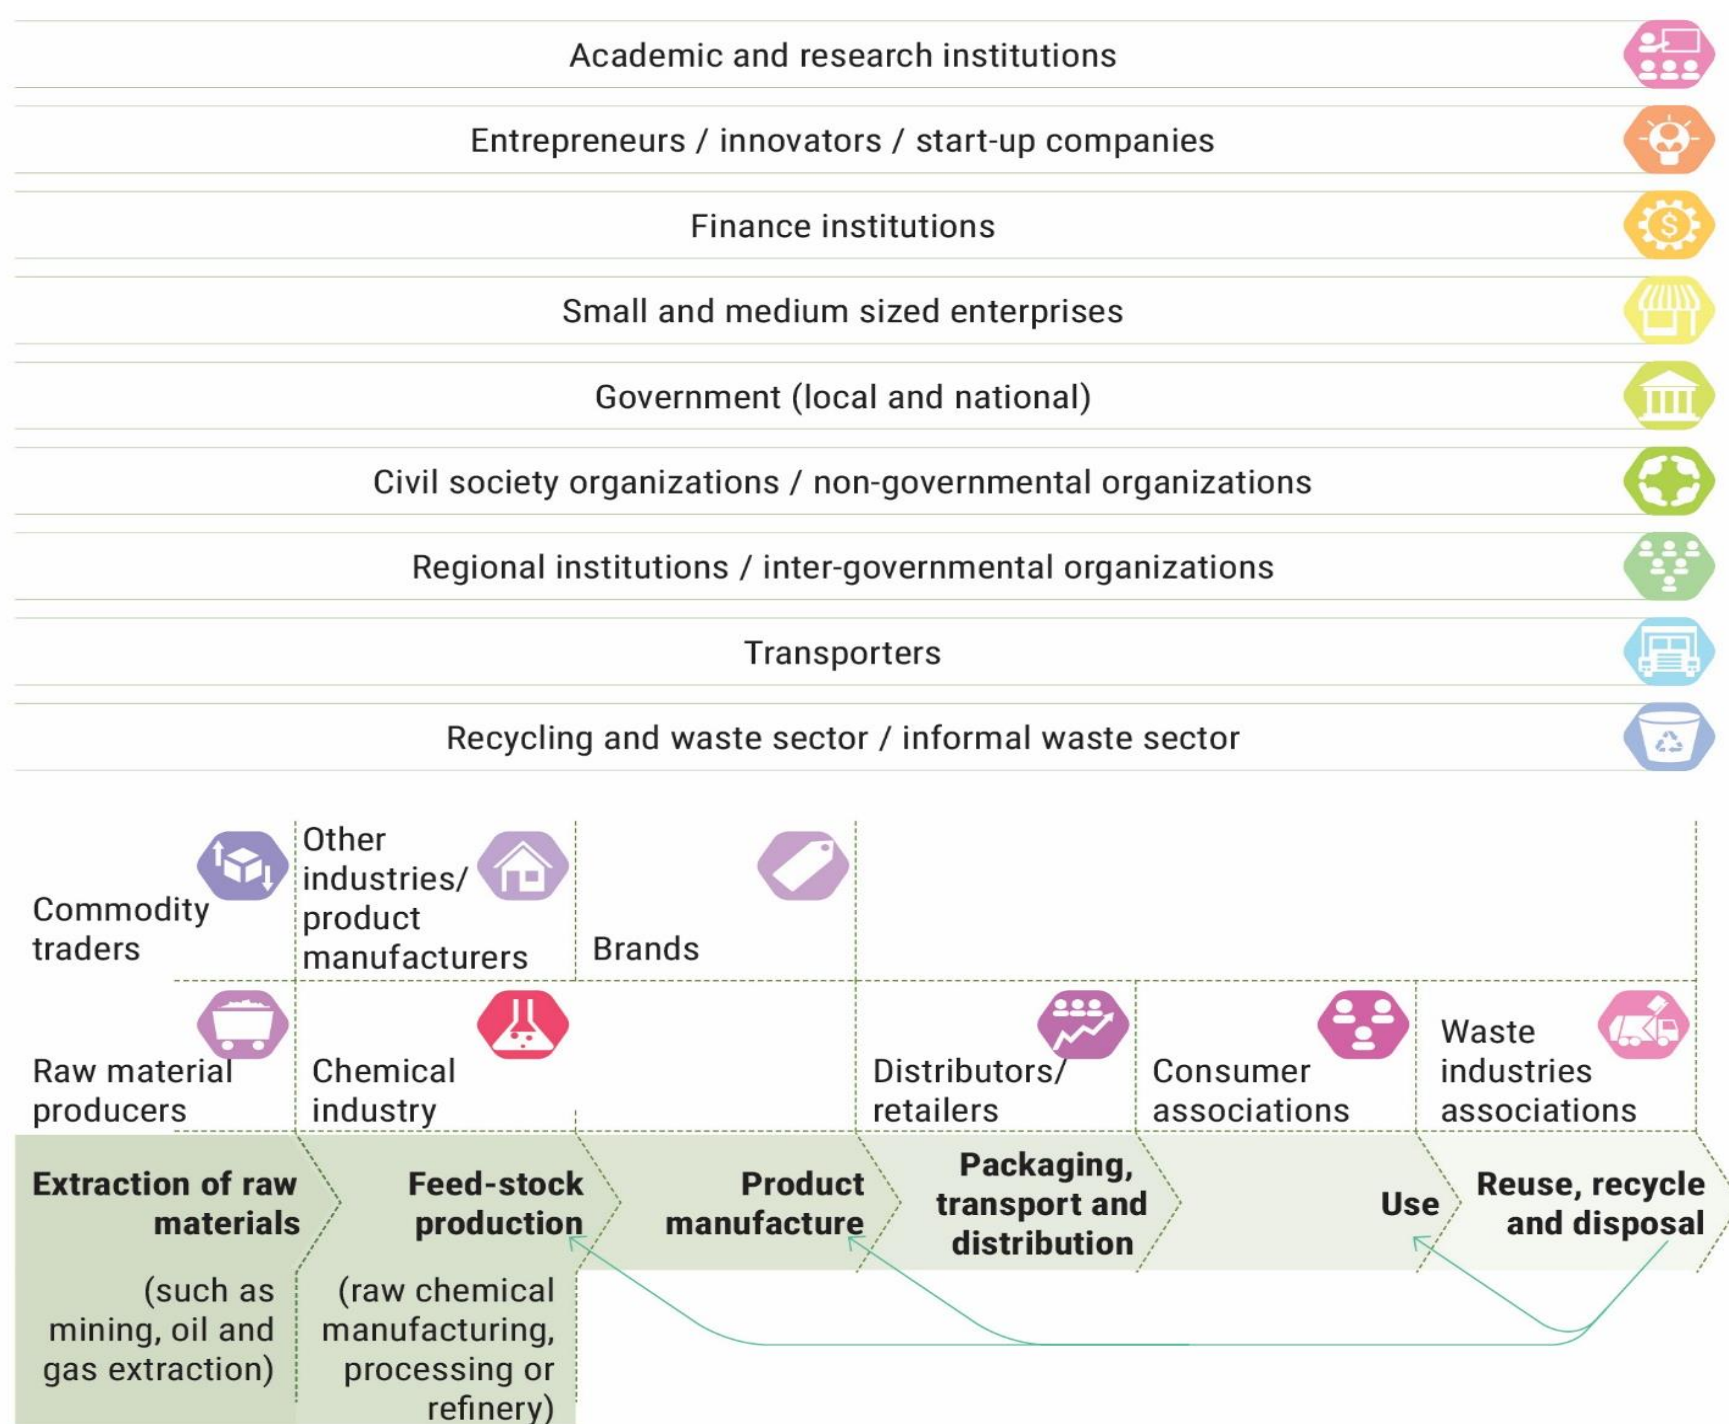 Academic and research institutions
Entrepreneurs / innovators / start-up companies
Finance institutions
$
Small and medium sized enterprises
Government (local and national)
Civil society organizations / non-governmental organizations
Regional institutions / inter-governmental organizations
Transporters
Recycling and waste sector / informal waste sector
Commodity
traders
Other
industries/
product
manufacturers
Brands
Raw material
producers
Chemical
industry
Distributors/
retailers
Consumer
associations
Waste
industries
associations
Extraction of raw
materials
(such as
mining, oil and
gas extraction)
Feed-stock
production
(raw chemical
manufacturing,
processing or
refinery)
Product
manufacture
Packaging,
transport and
distribution
Use
Reuse, recycle
and disposal